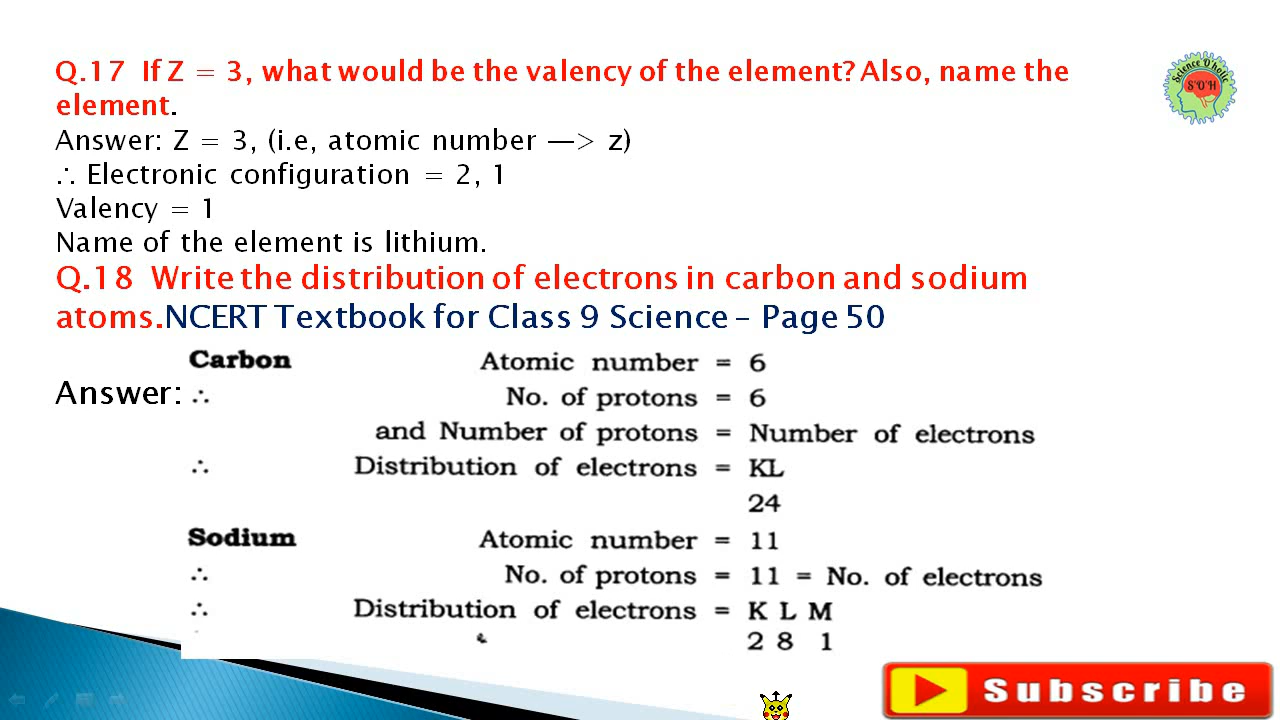 Q.17 If Z = 3, what would be the valency of the element? Also, name the
element.
Answer: Z = 3, (i.e, atomic number —> z)
∴ Electronic configuration = 2, 1
Valency = 1
Name of the element is lithium.
Q.18 Write the distribution of electrons in carbon and sodium
atoms.NCERT Textbook for Class 9 Science – Page 50
Carbon Atomic number = 6
Answer: ∴ No. of protons = 6
and Number of protons = Number of electrons
∴ Distribution of electrons = KL
24
Sodium Atomic number = 11
∴ No. of protons = 11 = No. of electrons
∴ Distribution of electrons = K L M
2 8 1
Science O'holic
S'O'H
Subscribe